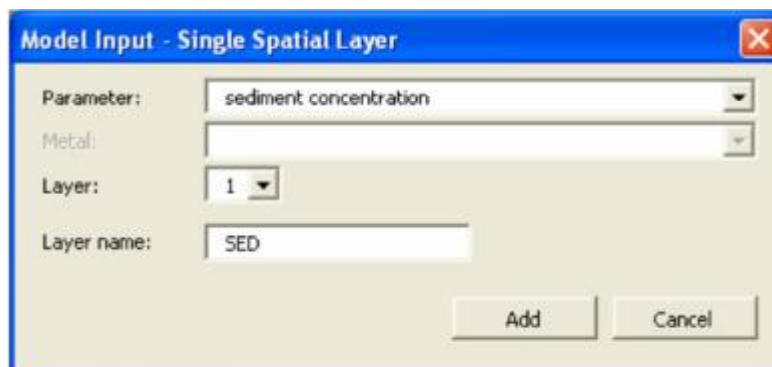 Model Input - Single Spatial Layer
Parameter: sediment concentration
Metal:
Layer: 1
Layer name: SED
Add Cancel